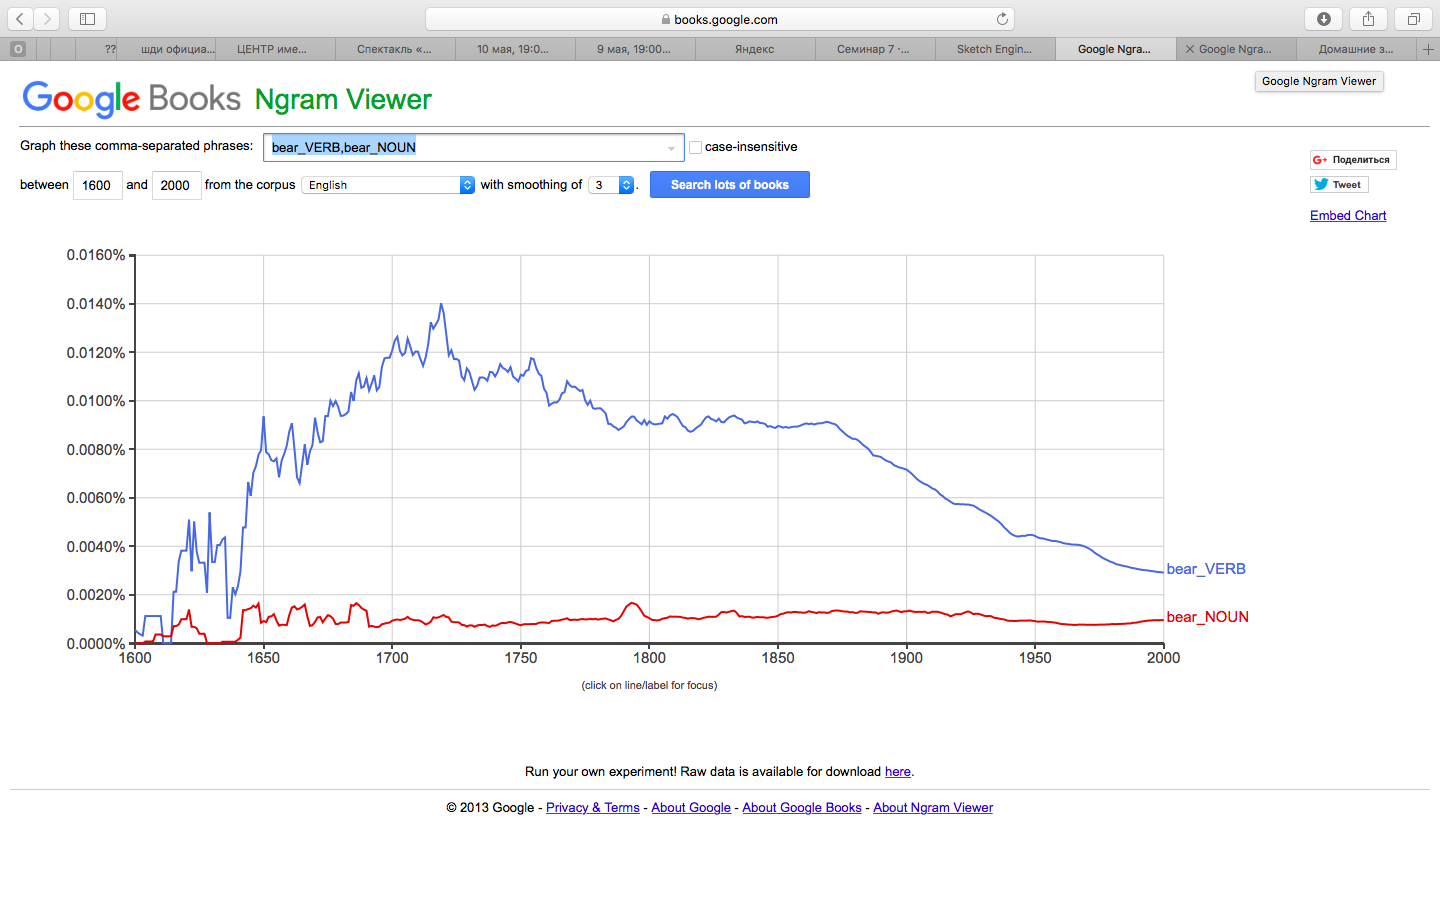 books.google.com
O
??
шди официа...
ЦЕНТР име...
Спектакль «...
10 мая, 19:0...
9 мая, 19:00...
Яндекс
Семинар 7 ·...
Sketch Engin...
Google Ngra...
Google Ngra...
Домашние з...
Google Books Ngram Viewer
Google Ngram Viewer
Graph these comma-separated phrases: bear_VERB,bear_NOUN case-insensitive
between 1600 and 2000 from the corpus English with smoothing of 3 . Search lots of books
G+ Поделиться
Tweet
Embed Chart
0.0160%
0.0140%
0.0120%
0.0100%
0.0080%
0.0060%
0.0040%
0.0020%
0.0000%
bear_VERB
bear_NOUN
1600 1650 1700 1750 1800 1850 1900 1950 2000
(click on line/label for focus)
Run your own experiment! Raw data is available for download here.
© 2013 Google - Privacy & Terms - About Google - About Google Books - About Ngram Viewer